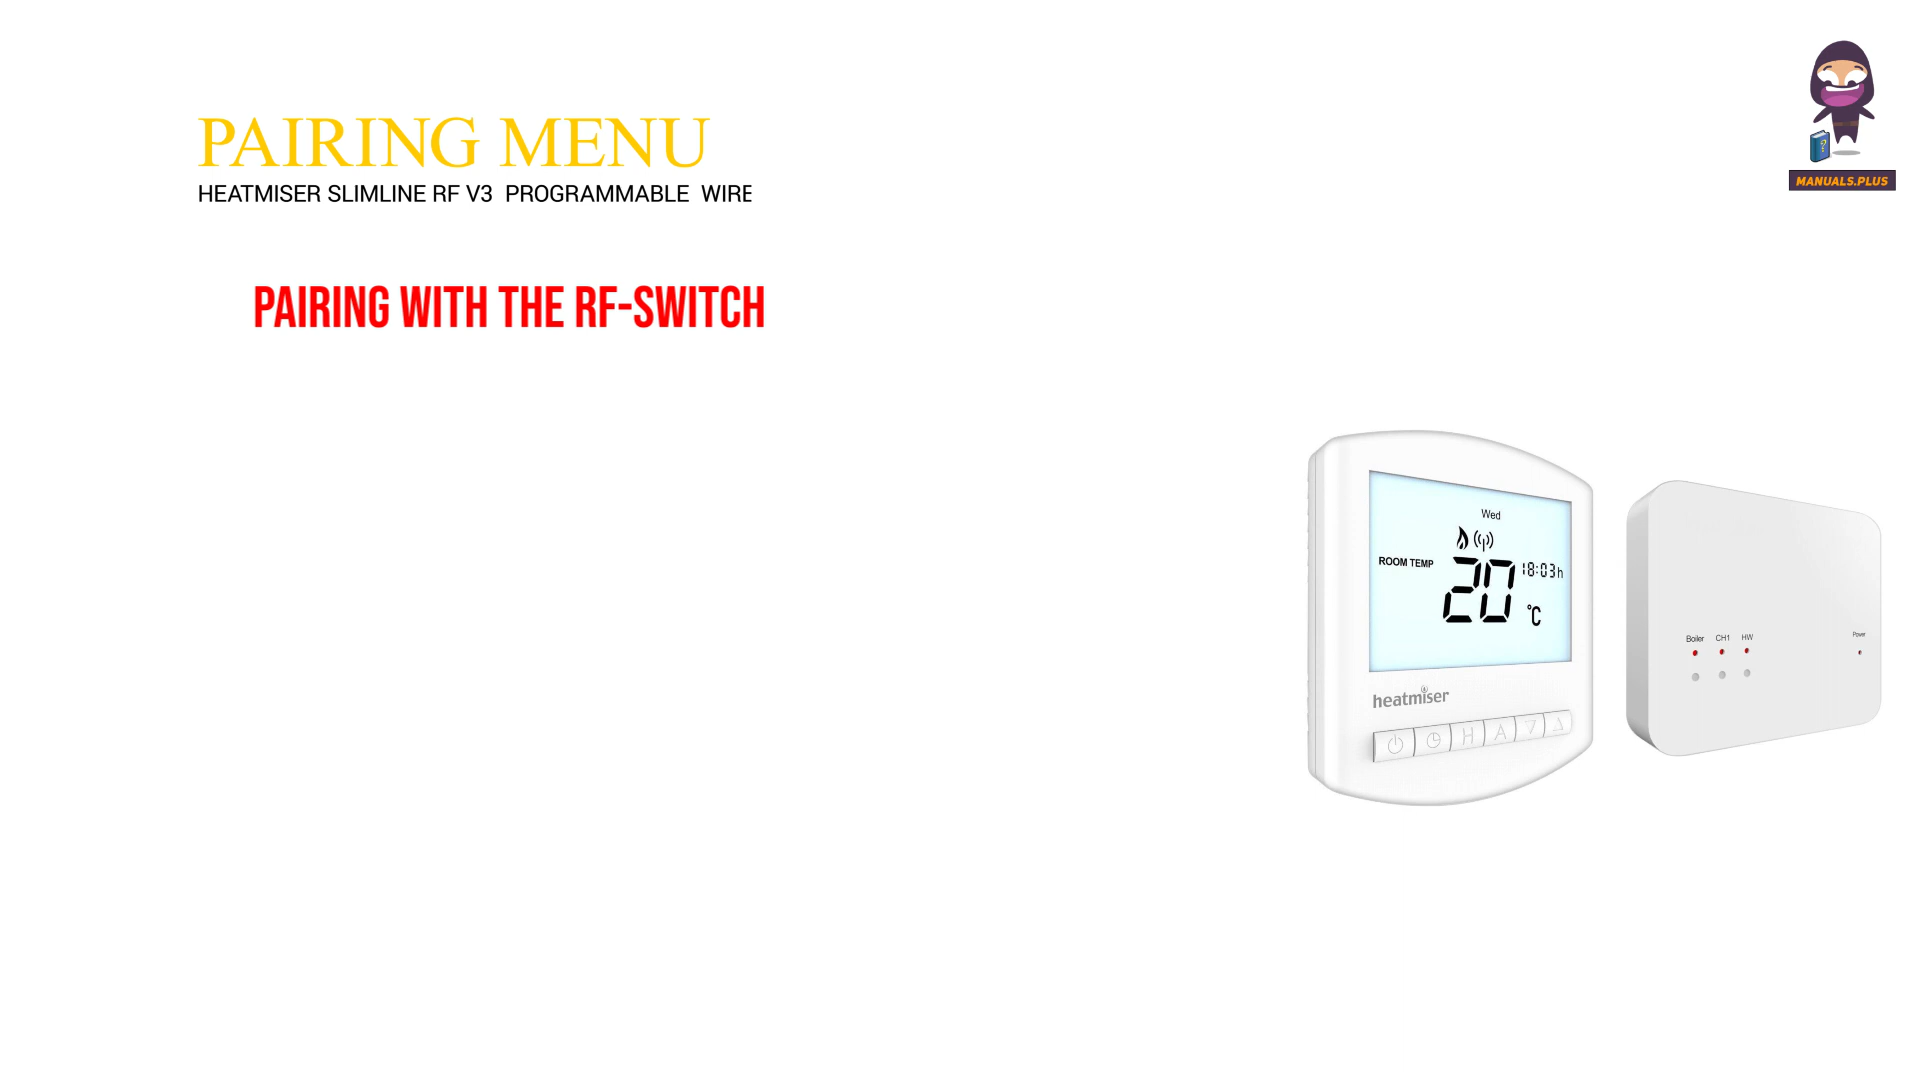 PAIRING MENU
HEATMISER SLIMLINE RF V3 PROGRAMMABLE WIRE
MANUALS.PLUS
PAIRING WITH THE RF-SWITCH
Wed
ROOM TEMP
20
18:03h
°C
heatmiser
H A
Boiler CH1 HW
Power